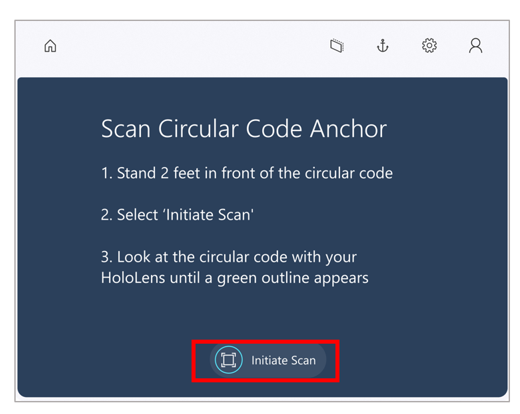 Scan Circular Code Anchor
1. Stand 2 feet in front of the circular code
2. Select ‘Initiate Scan'
3. Look at the circular code with your
HoloLens until a green outline appears
Initiate Scan